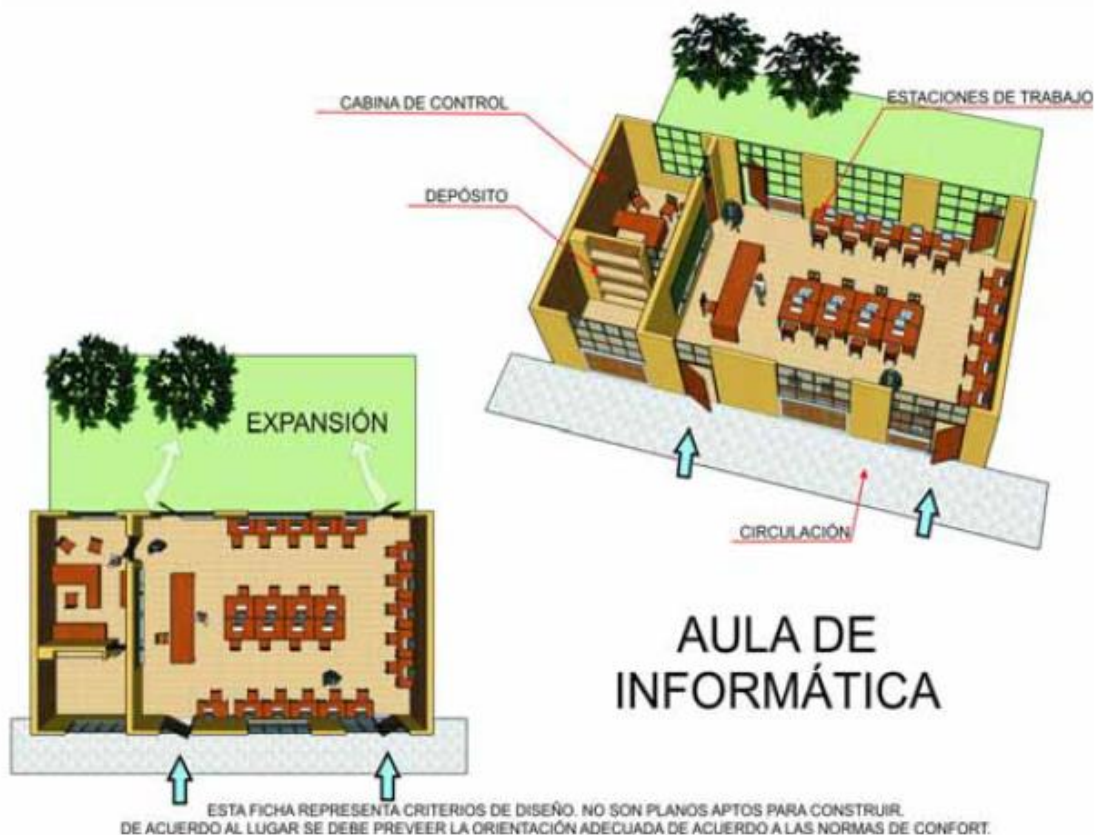 CABINA DE CONTROL
ESTACIONES DE TRABAJO
DEPÓSITO
EXPANSIÓN
CIRCULACIÓN
AULA DE
INFORMÁTICA
ESTA FICHA REPRESENTA CRITERIOS DE DISEÑO. NO SON PLANOS APTOS PARA CONSTRUIR.
DE ACUERDO AL LUGAR SE DEBE PREVEER LA ORIENTACIÓN ADECUADA DE ACUERDO A LAS NORMAS DE CONFORT.